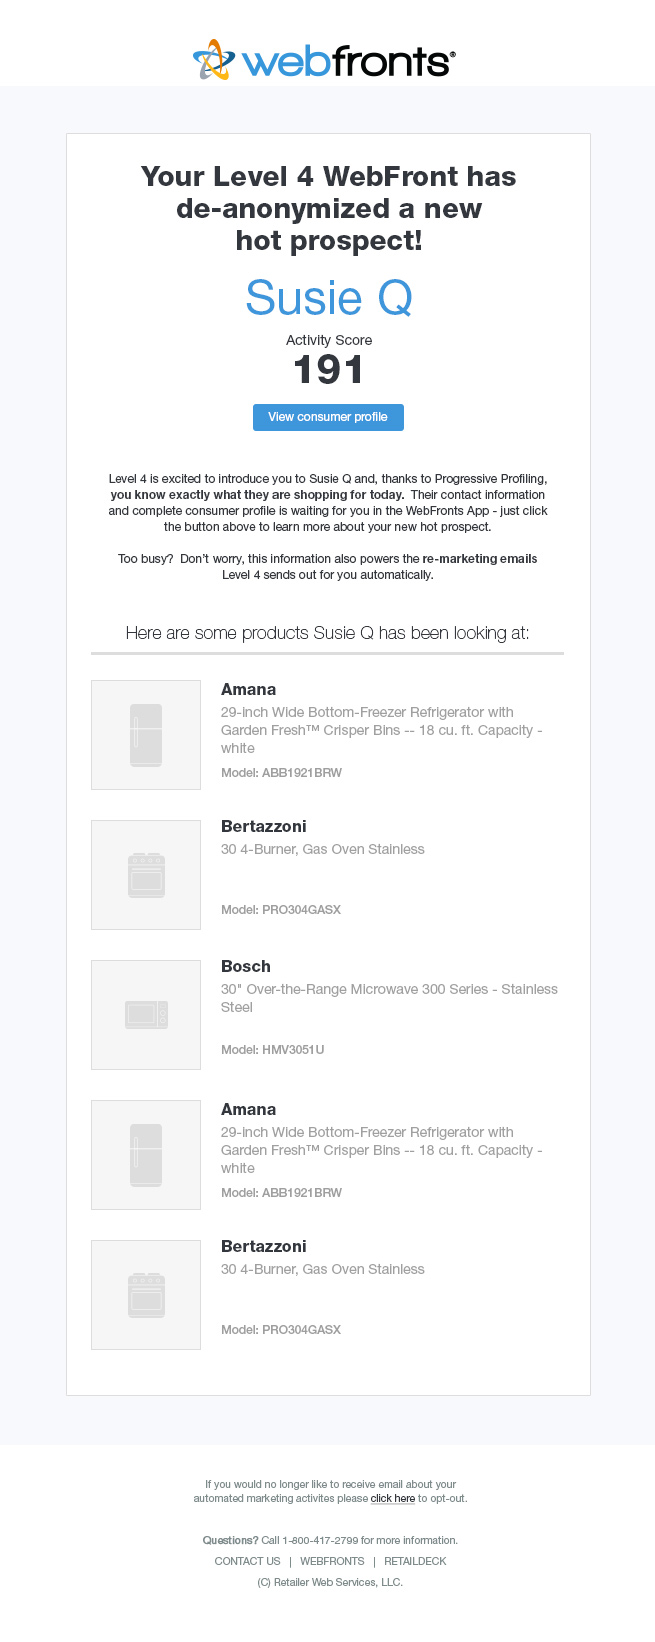 webfronts®
Your Level 4 WebFront has
de-anonymized a new
hot prospect!
Susie Q
Activity Score
191
View consumer profile
Level 4 is excited to introduce you to Susie Q and, thanks to Progressive Profiling,
you know exactly what they are shopping for today.  Their contact information
and complete consumer profile is waiting for you in the WebFronts App - just click
the button above to learn more about your new hot prospect.
Too busy?  Don't worry, this information also powers the re-marketing emails
Level 4 sends out for you automatically.
Here are some products Susie Q has been looking at:
Amana
29-inch Wide Bottom-Freezer Refrigerator with
Garden Fresh™ Crisper Bins -- 18 cu. ft. Capacity -
white
Model: ABB1921BRW
Bertazzoni
30 4-Burner, Gas Oven Stainless
Model: PRO304GASX
Bosch
30" Over-the-Range Microwave 300 Series - Stainless
Steel
Model: HMV3051U
Amana
29-inch Wide Bottom-Freezer Refrigerator with
Garden Fresh™ Crisper Bins -- 18 cu. ft. Capacity -
white
Model: ABB1921BRW
Bertazzoni
30 4-Burner, Gas Oven Stainless
Model: PRO304GASX
If you would no longer like to receive email about your
automated marketing activites please click here to opt-out.
Questions? Call 1-800-417-2799 for more information.
CONTACT US | WEBFRONTS | RETAILDECK
(C) Retailer Web Services, LLC.